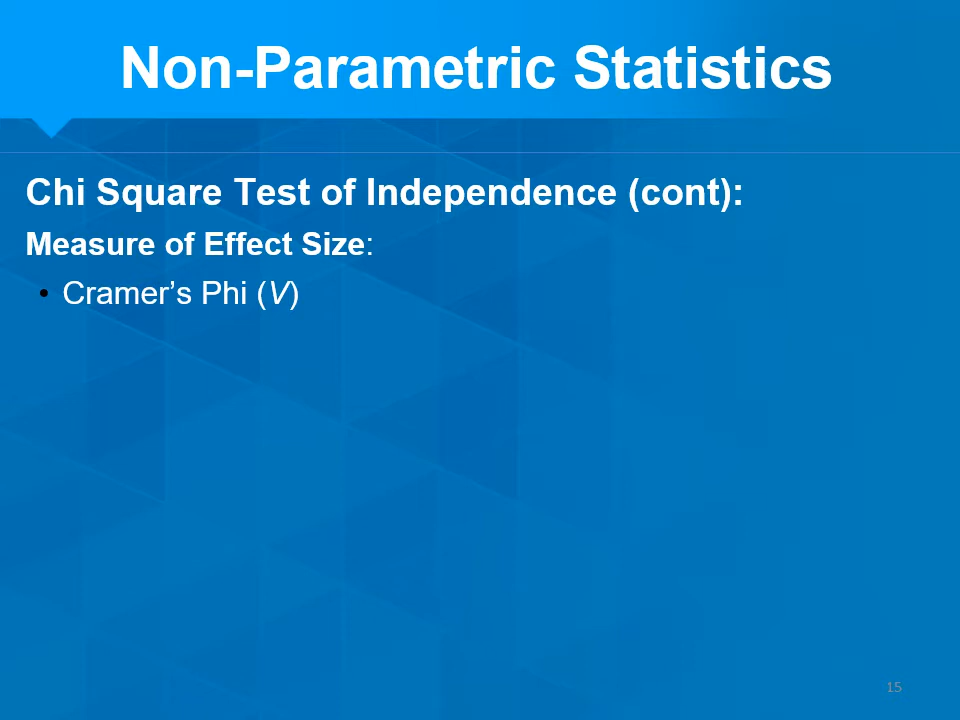 Non-Parametric Statistics
Chi Square Test of Independence (cont):
Measure of Effect Size:
• Cramer’s Phi (V)
15